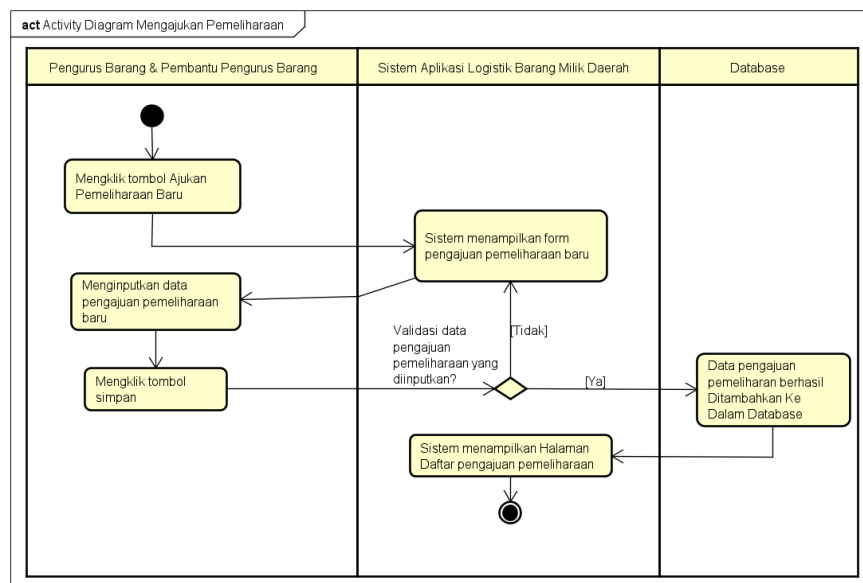 act Activity Diagram Mengajukan Pemeliharaan
Pengurus Barang & Pembantu Pengurus Barang
Sistem Aplikasi Logistik Barang Milik Daerah
Database
Mengklik tombol Ajukan
Pemeliharaan Baru
Sistem menampilkan form
pengajuan pemeliharaan baru
Menginputkan data
pengajuan pemeliharaan
baru
Validasi data
pengajuan
pemeliharaan yang
diinputkan?
[Tidak]
Mengklik tombol
simpan
[Ya]
Data pengajuan
pemeliharan berhasil
Ditambahkan Ke
Dalam Database
Sistem menampilkan Halaman
Daftar pengajuan pemeliharaan